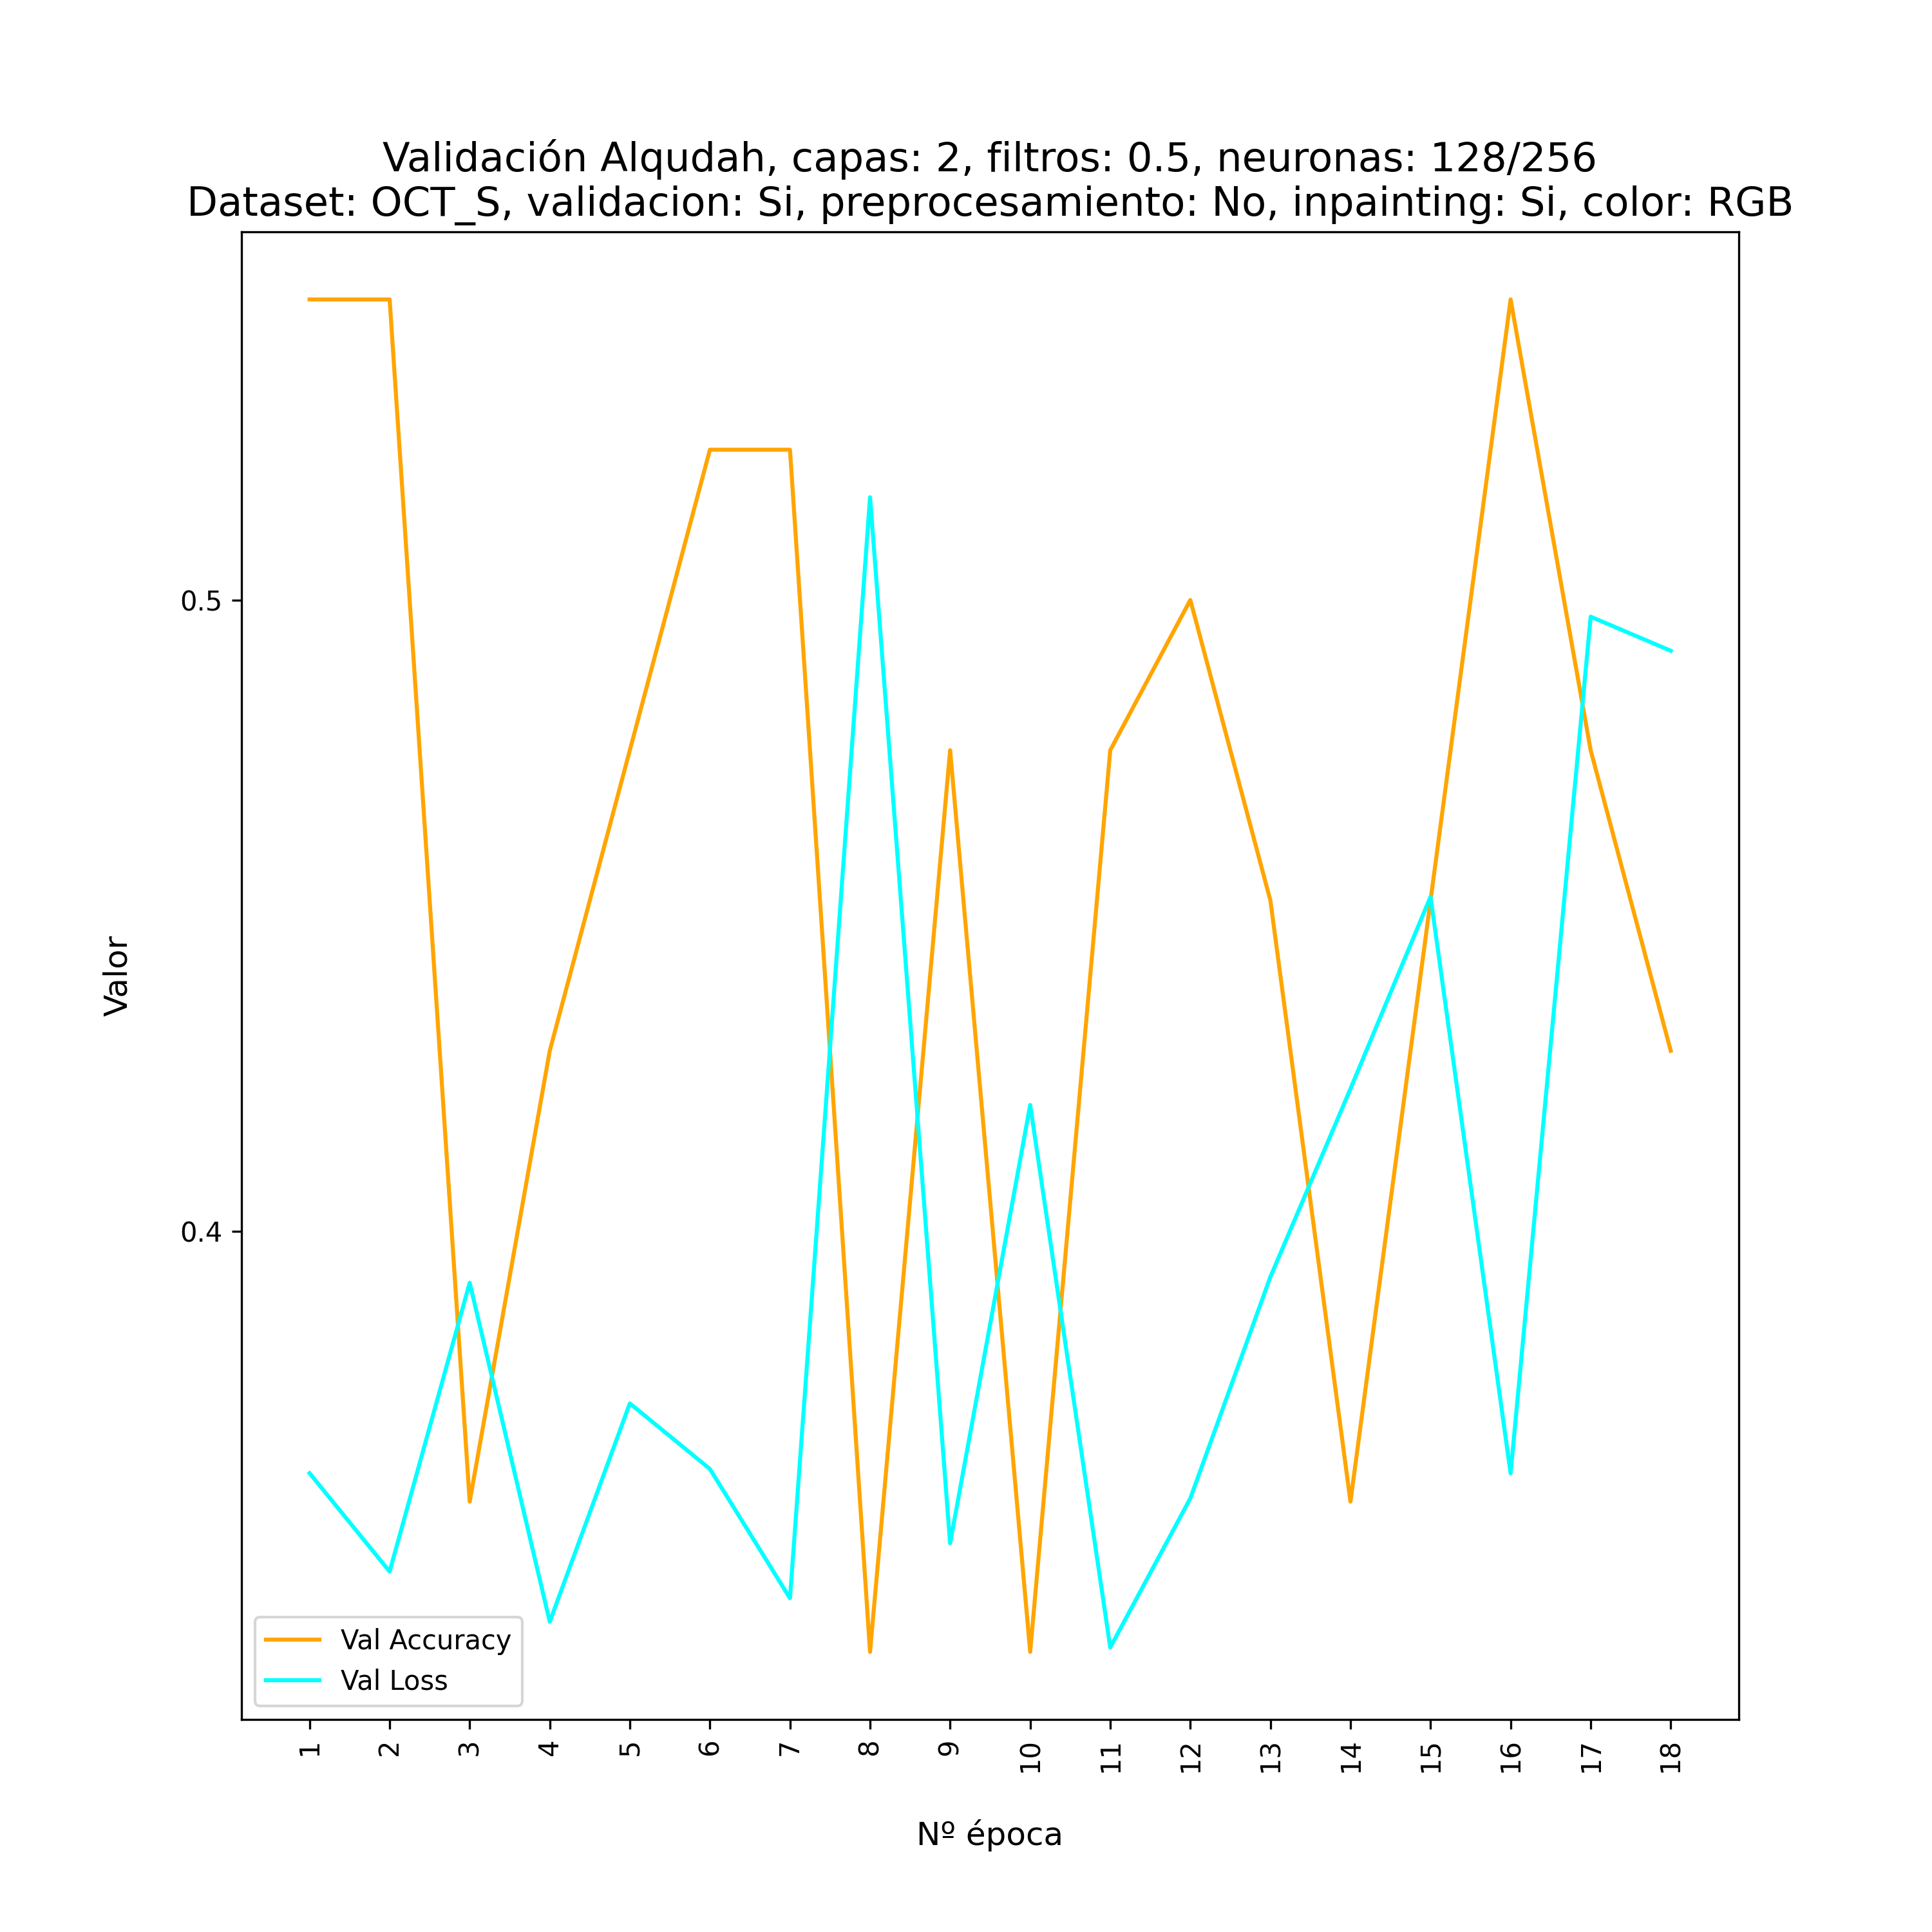 Validación Alqudah, capas: 2, filtros: 0.5, neuronas: 128/256
Dataset: OCT_S, validacion: Si, preprocesamiento: No, inpainting: Si, color: RGB
Valor
0.5
0.4
Val Accuracy
Val Loss
1 2 3 4 5 6 7 8 9 10 11 12 13 14 15 16 17 18
Nº época